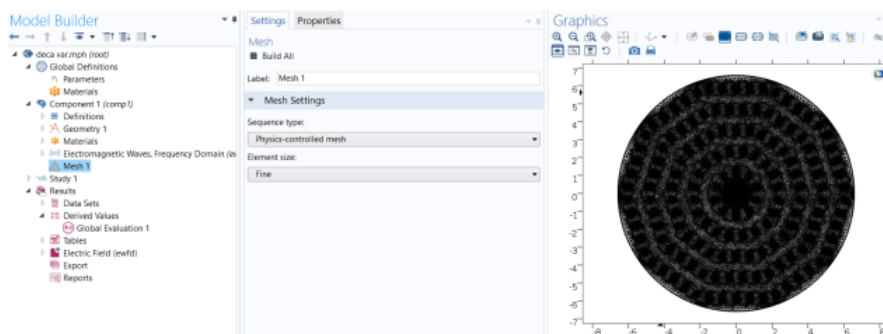 Model Builder
deca var.mph (root)
Global Definitions
Parameters
Materials
Component 1 (comp1)
Definitions
Geometry 1
Materials
Electromagnetic Waves, Frequency Domain
Mesh 1
Study 1
Results
Data Sets
Derived Values
Global Evaluation 1
Tables
Electric Field (ewfd)
Export
Reports
Settings Properties
Mesh
Build All
Label: Mesh 1
Mesh Settings
Sequence type:
Physics-controlled mesh
Element size:
Fine
Graphics
7
6
5
4
3
2
1
0
-1
-2
-3
-4
-5
-6
-7
-8 -6 -4 -2 0 2 4 6 8